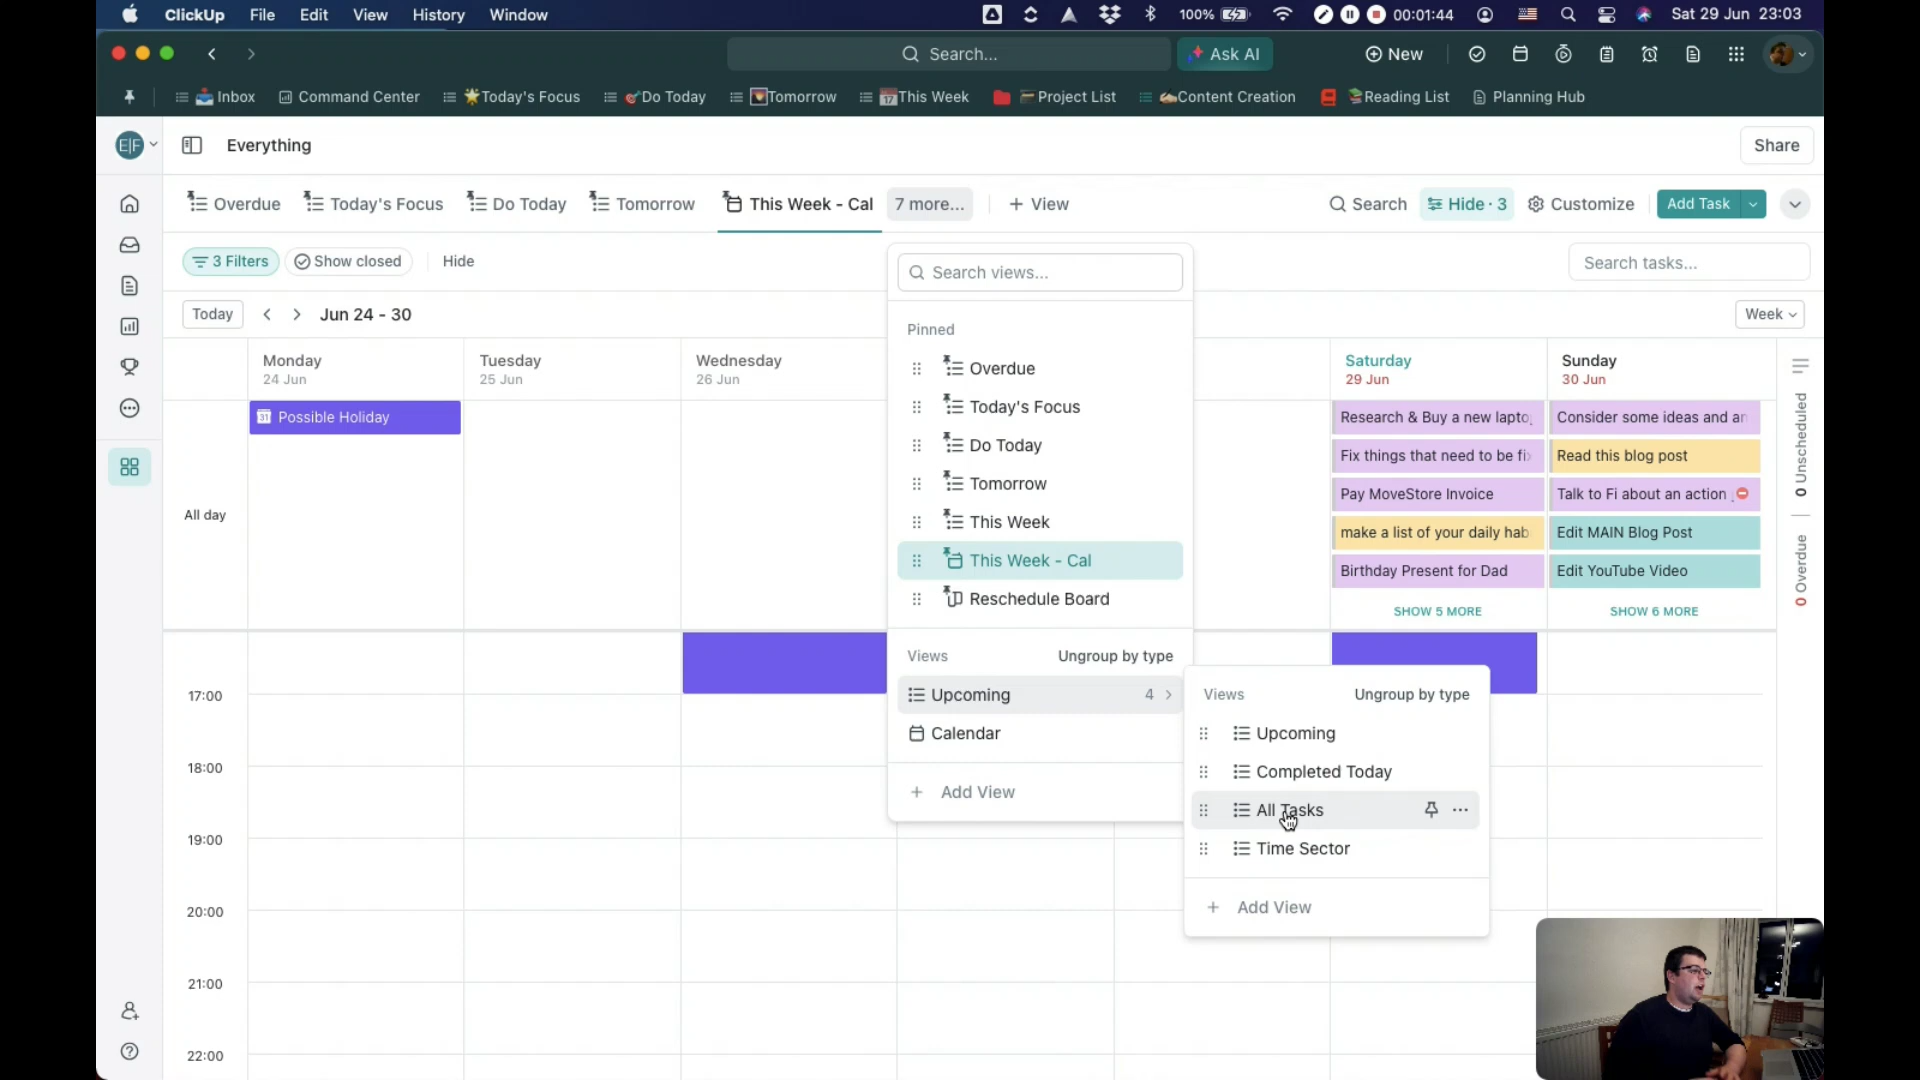 ClickUp File Edit View History Window 100% 00:01:44 Sat 29 Jun 23:03
Search... Ask AI New
Inbox Command Center Today's Focus Do Today Tomorrow This Week Project List Content Creation Reading List Planning Hub
E|F Everything Share
Overdue Today's Focus Do Today Tomorrow This Week - Cal 7 more... + View Search Hide · 3 Customize Add Task
3 Filters Show closed Hide Search tasks...
Today Jun 24 - 30 Week
Monday Tuesday Wednesday Saturday Sunday
24 Jun 25 Jun 26 Jun 29 Jun 30 Jun
All day
Possible Holiday
Research & Buy a new lapto
Fix things that need to be fix
Pay MoveStore Invoice
make a list of your daily hab
Birthday Present for Dad
SHOW 5 MORE
Consider some ideas and an
Read this blog post
Talk to Fi about an action
Edit MAIN Blog Post
Edit YouTube Video
SHOW 6 MORE
0 Unscheduled
0 Overdue
17:00
18:00
19:00
20:00
21:00
22:00
Search views...
Pinned
Overdue
Today's Focus
Do Today
Tomorrow
This Week
This Week - Cal
Reschedule Board
Views Ungroup by type
Upcoming 4
Calendar
+ Add View
Views Ungroup by type
Upcoming
Completed Today
All Tasks
Time Sector
+ Add View